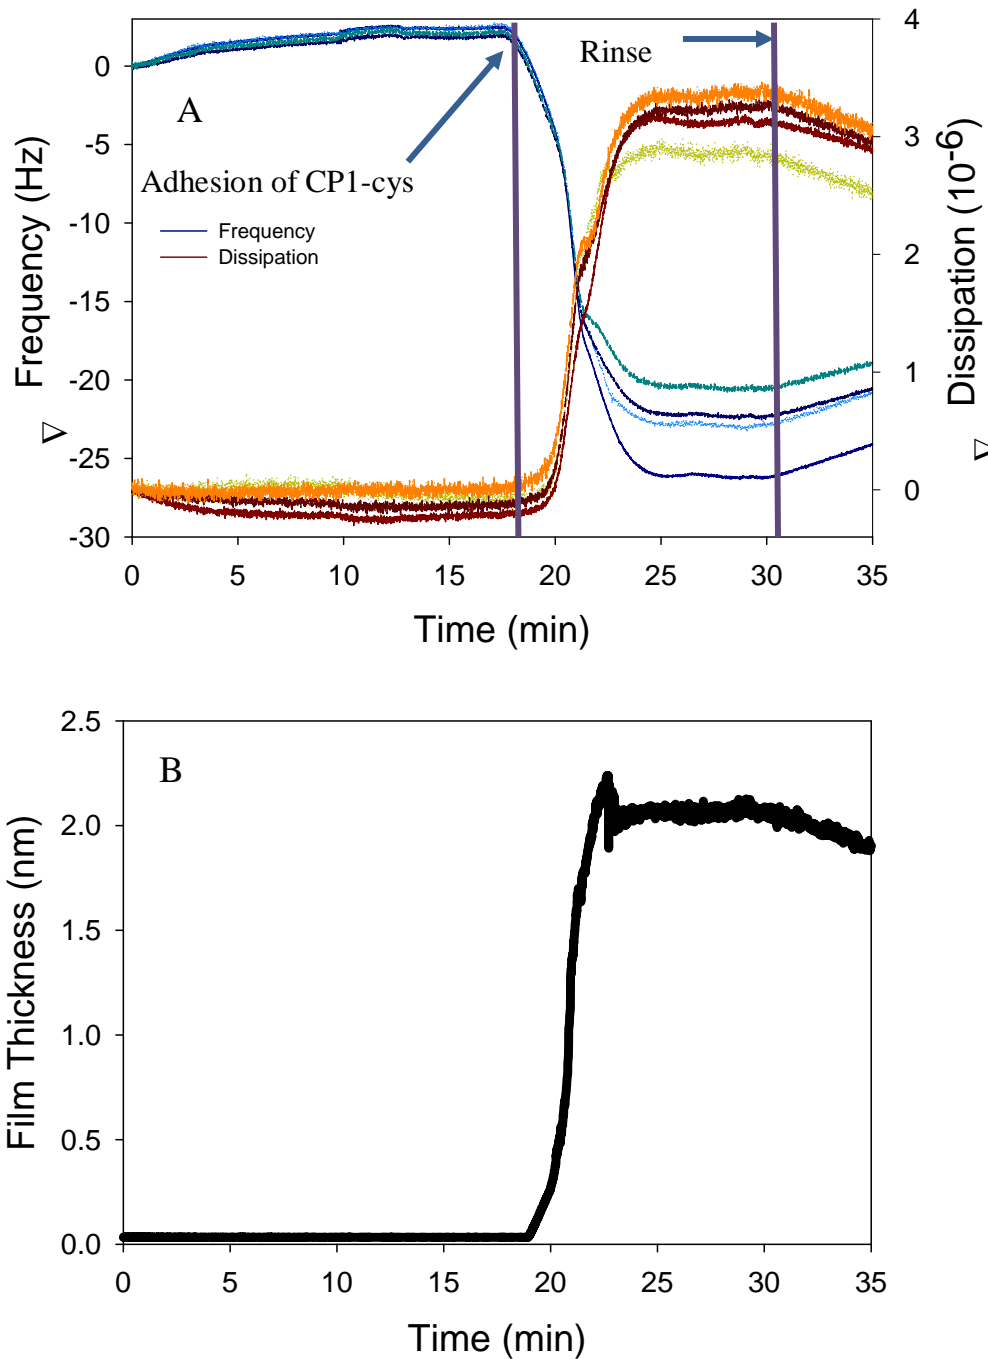 A
Rinse
Adhesion of CP1-cys
Frequency
Dissipation
0
-5
-10
-15
-20
-25
-30
∇ Frequency (Hz)
4
3
2
1
0
∇ Dissipation (10-6)
0 5 10 15 20 25 30 35
Time (min)
B
2.5
2.0
1.5
1.0
0.5
0.0
Film Thickness (nm)
0 5 10 15 20 25 30 35
Time (min)